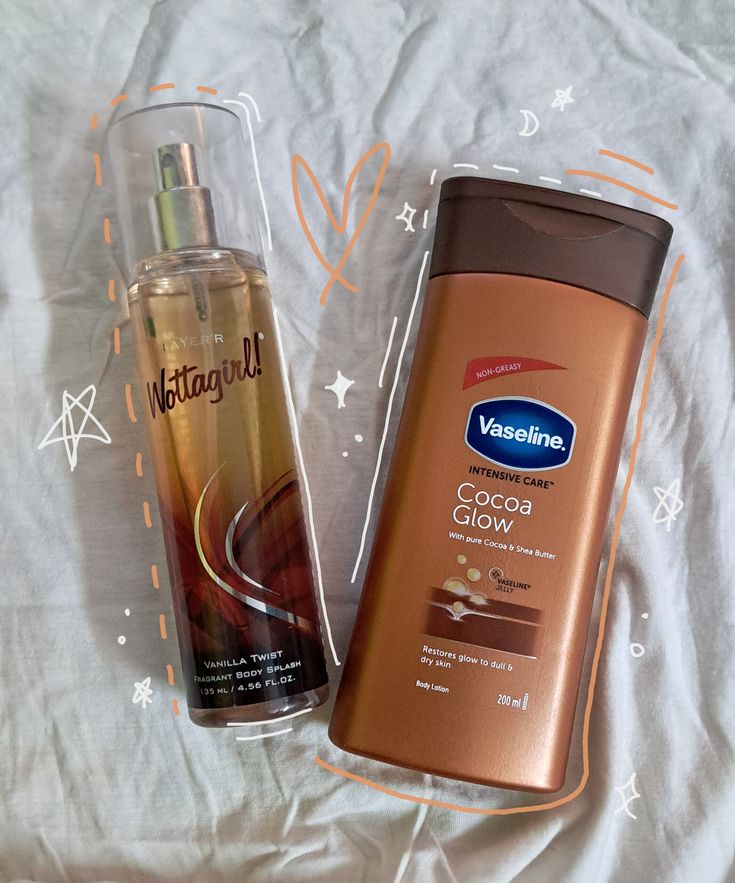 LAYER'R
Wottagirl!®
VANILLA TWIST
FRAGRANT BODY SPLASH
135 ML / 4.56 FL.OZ.
NON-GREASY
Vaseline.
INTENSIVE CARE™
Cocoa
Glow
With pure Cocoa & Shea Butter
VASELINE®
JELLY
Restores glow to dull &
dry skin
Body Lotion
200 ml